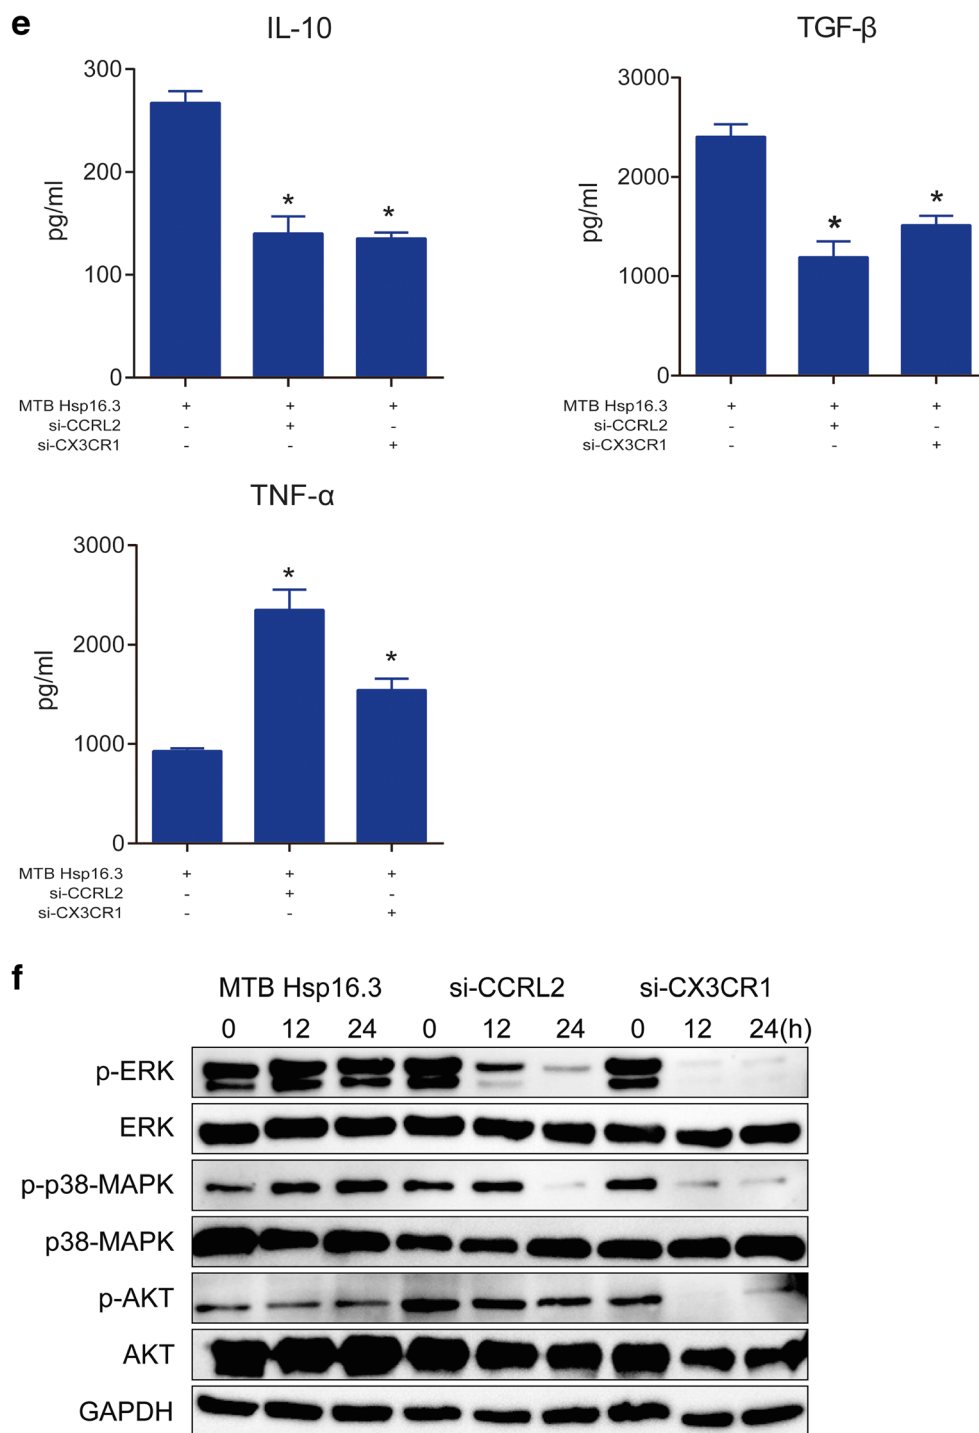 e
IL-10
TGF-β
300
200
100
0
pg/ml
*
*
3000
2000
1000
0
pg/ml
*
*
MTB Hsp16.3 + + +
si-CCRL2 - + -
si-CX3CR1 - - +
MTB Hsp16.3 + + +
si-CCRL2 - + -
si-CX3CR1 - - +
TNF-α
3000
2000
1000
0
pg/ml
*
*
MTB Hsp16.3 + + +
si-CCRL2 - + -
si-CX3CR1 - - +
f
MTB Hsp16.3 si-CCRL2 si-CX3CR1
0 12 24 0 12 24 0 12 24(h)
p-ERK
ERK
p-p38-MAPK
p38-MAPK
p-AKT
AKT
GAPDH